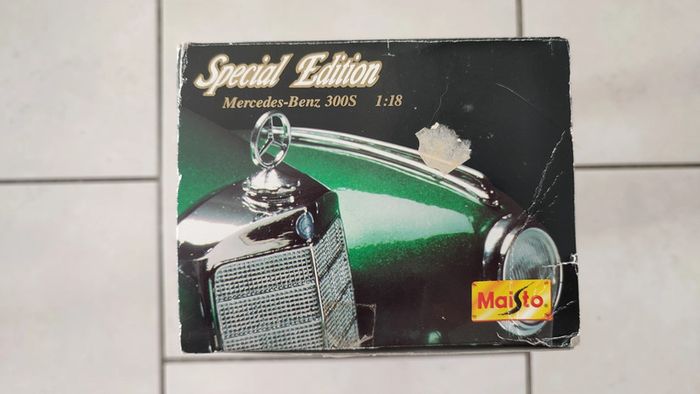 Special Edition
Mercedes-Benz 300S 1:18
Maisto